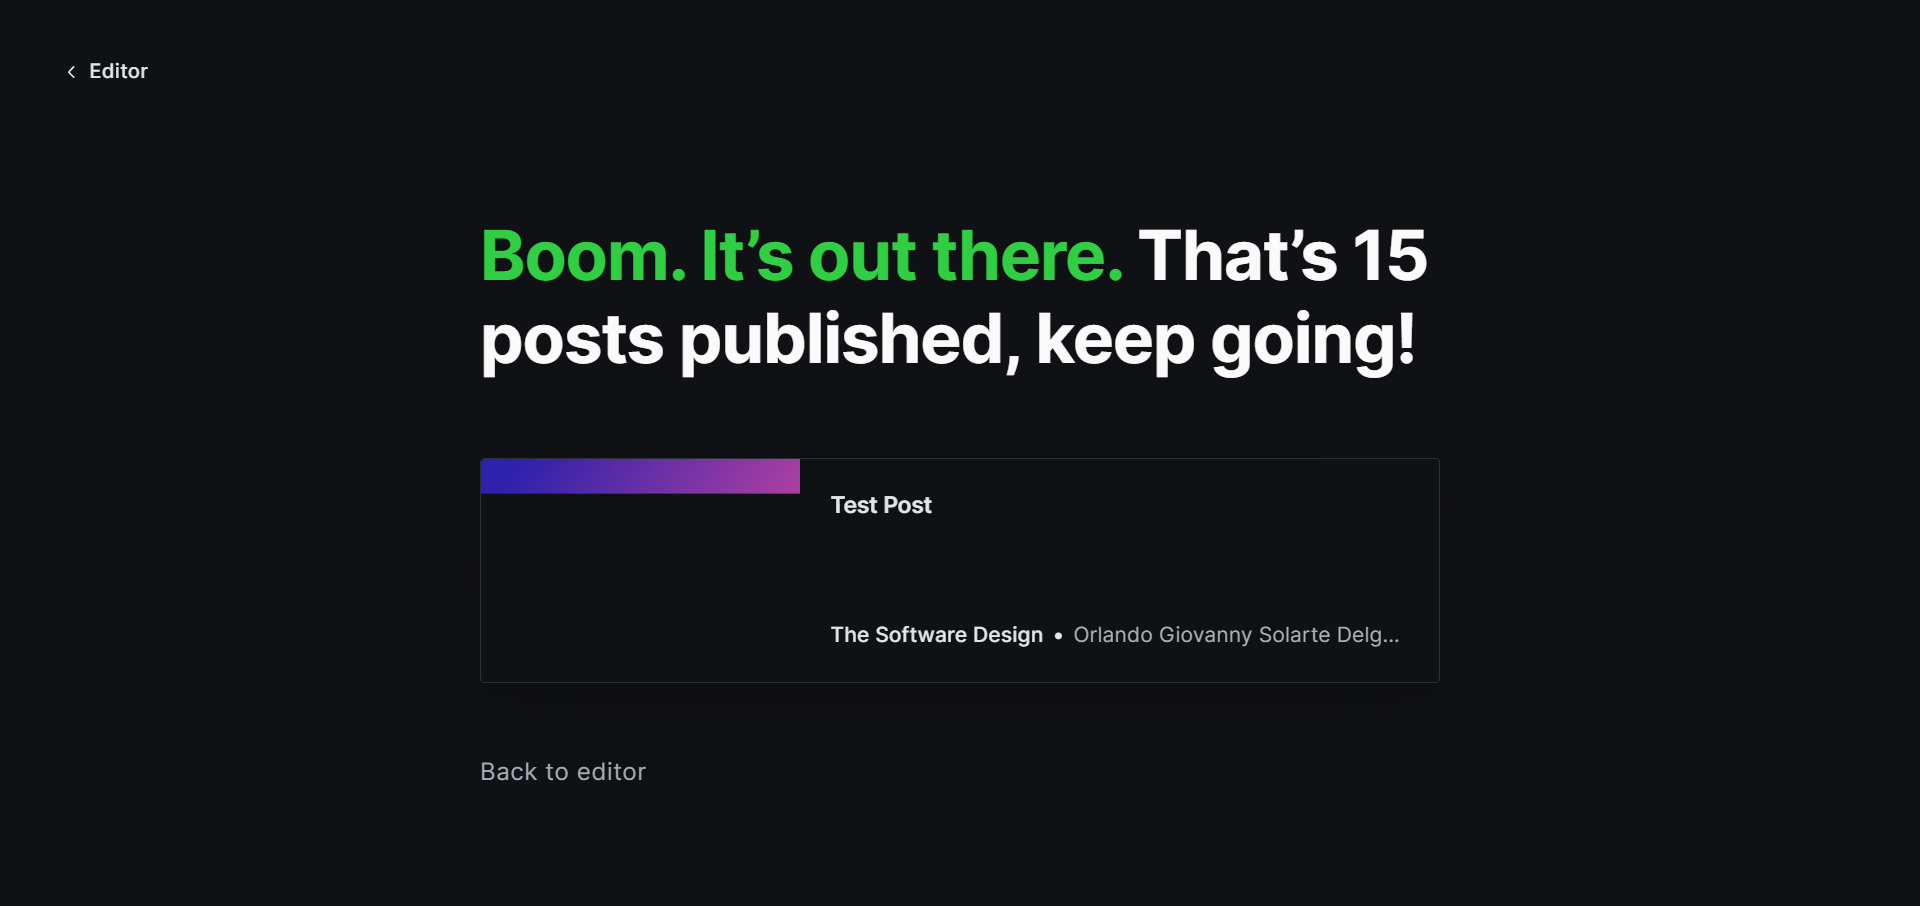 Editor
Boom. It’s out there. That’s 15
posts published, keep going!
Test Post
The Software Design • Orlando Giovanny Solarte Delg...
Back to editor